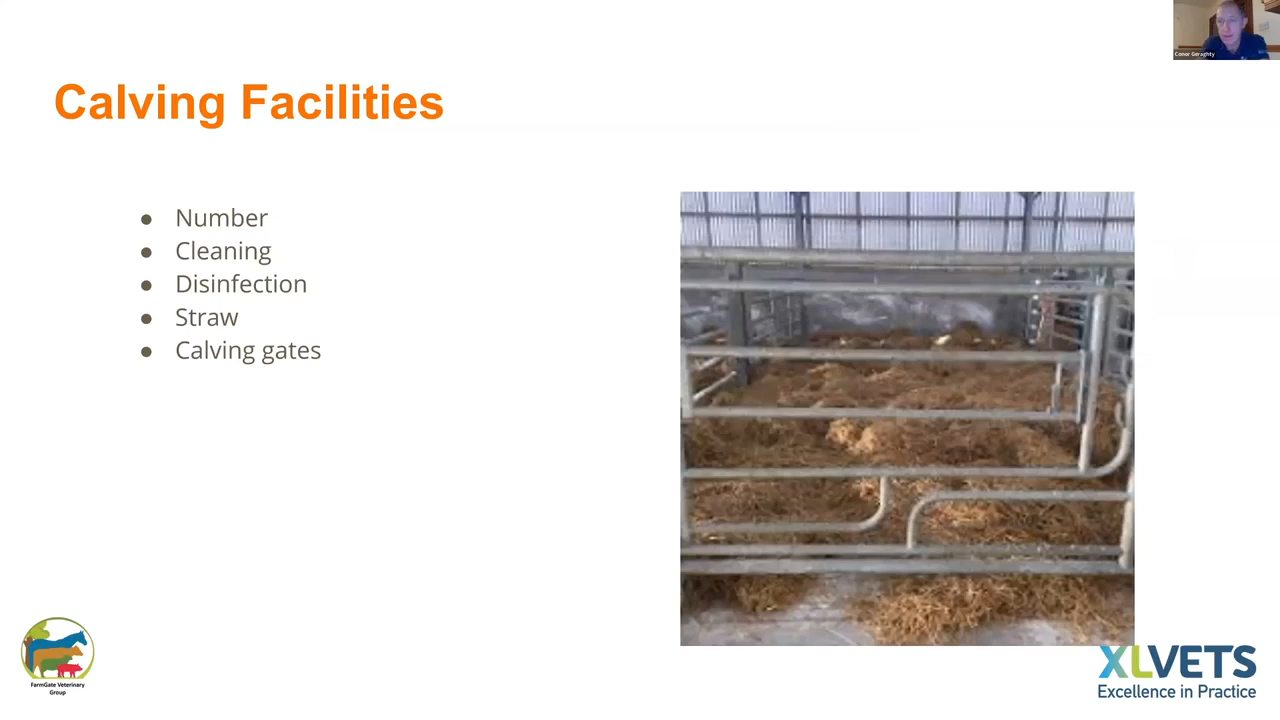 Conor Geraghty
Calving Facilities
● Number
● Cleaning
● Disinfection
● Straw
● Calving gates
FarmGate Veterinary
Group
XLVETS
Excellence in Practice